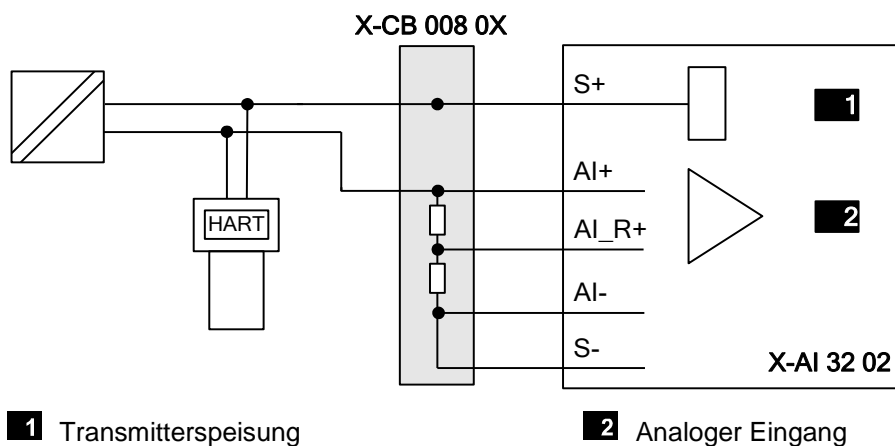 X-CB 008 0X
S+
1
AI+
HART
AI_R+
2
AI-
S-
X-AI 32 02
1 Transmitterspeisung
2 Analoger Eingang